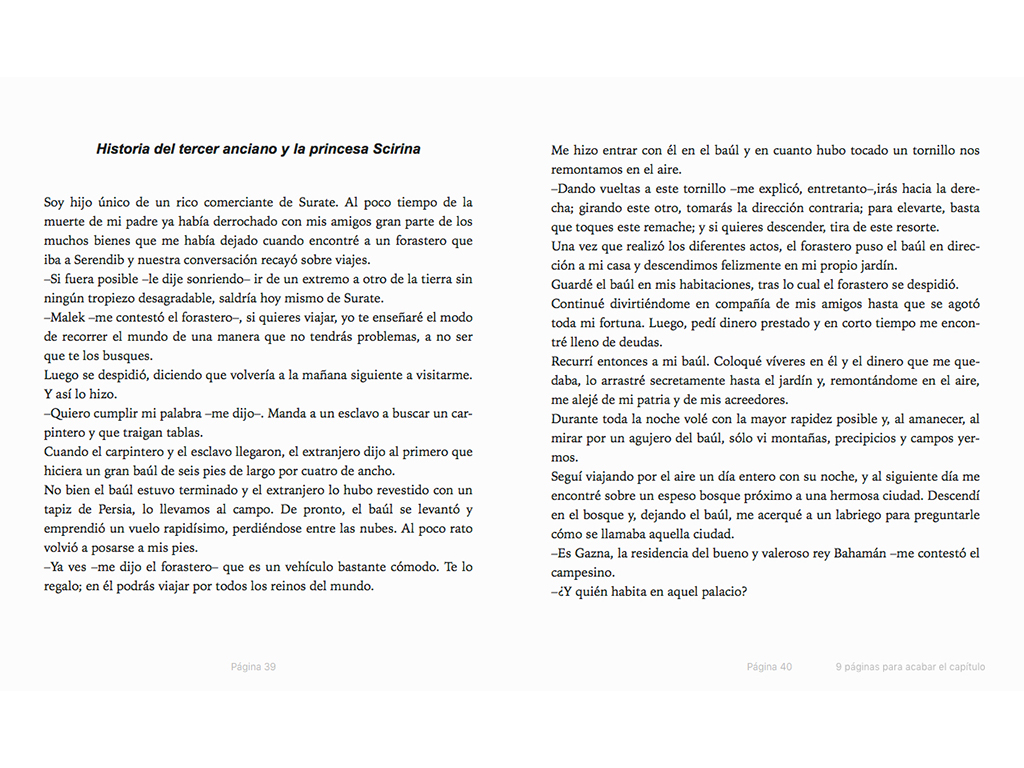 Historia del tercer anciano y la princesa Scirina
Soy hijo único de un rico comerciante de Surate. Al poco tiempo de la
muerte de mi padre ya había derrochado con mis amigos gran parte de los
muchos bienes que me había dejado cuando encontré a un forastero que
iba a Serendib y nuestra conversación recayó sobre viajes.
–Si fuera posible –le dije sonriendo– ir de un extremo a otro de la tierra sin
ningún tropiezo desagradable, saldría hoy mismo de Surate.
–Malek –me contestó el forastero–, si quieres viajar, yo te enseñaré el modo
de recorrer el mundo de una manera que no tendrás problemas, a no ser
que te los busques.
Luego se despidió, diciendo que volvería a la mañana siguiente a visitarme.
Y así lo hizo.
–Quiero cumplir mi palabra –me dijo–. Manda a un esclavo a buscar un car-
pintero y que traigan tablas.
Cuando el carpintero y el esclavo llegaron, el extranjero dijo al primero que
hiciera un gran baúl de seis pies de largo por cuatro de ancho.
No bien el baúl estuvo terminado y el extranjero lo hubo revestido con un
tapiz de Persia, lo llevamos al campo. De pronto, el baúl se levantó y
emprendió un vuelo rapidísimo, perdiéndose entre las nubes. Al poco rato
volvió a posarse a mis pies.
–Ya ves –me dijo el forastero– que es un vehículo bastante cómodo. Te lo
regalo; en él podrás viajar por todos los reinos del mundo.
Página 39
Me hizo entrar con él en el baúl y en cuanto hubo tocado un tornillo nos
remontamos en el aire.
–Dando vueltas a este tornillo –me explicó, entretanto–,irás hacia la dere-
cha; girando este otro, tomarás la dirección contraria; para elevarte, basta
que toques este remache; y si quieres descender, tira de este resorte.
Una vez que realizó los diferentes actos, el forastero puso el baúl en direc-
ción a mi casa y descendimos felizmente en mi propio jardín.
Guardé el baúl en mis habitaciones, tras lo cual el forastero se despidió.
Continué divirtiéndome en compañía de mis amigos hasta que se agotó
toda mi fortuna. Luego, pedí dinero prestado y en corto tiempo me encon-
tré lleno de deudas.
Recurrí entonces a mi baúl. Coloqué víveres en él y el dinero que me que-
daba, lo arrastré secretamente hasta el jardín y, remontándome en el aire,
me alejé de mi patria y de mis acreedores.
Durante toda la noche volé con la mayor rapidez posible y, al amanecer, al
mirar por un agujero del baúl, sólo vi montañas, precipicios y campos yer-
mos.
Seguí viajando por el aire un día entero con su noche, y al siguiente día me
encontré sobre un espeso bosque próximo a una hermosa ciudad. Descendí
en el bosque y, dejando el baúl, me acerqué a un labriego para preguntarle
cómo se llamaba aquella ciudad.
–Es Gazna, la residencia del bueno y valeroso rey Bahamán –me contestó el
campesino.
–¿Y quién habita en aquel palacio?
Página 40
9 páginas para acabar el capítulo